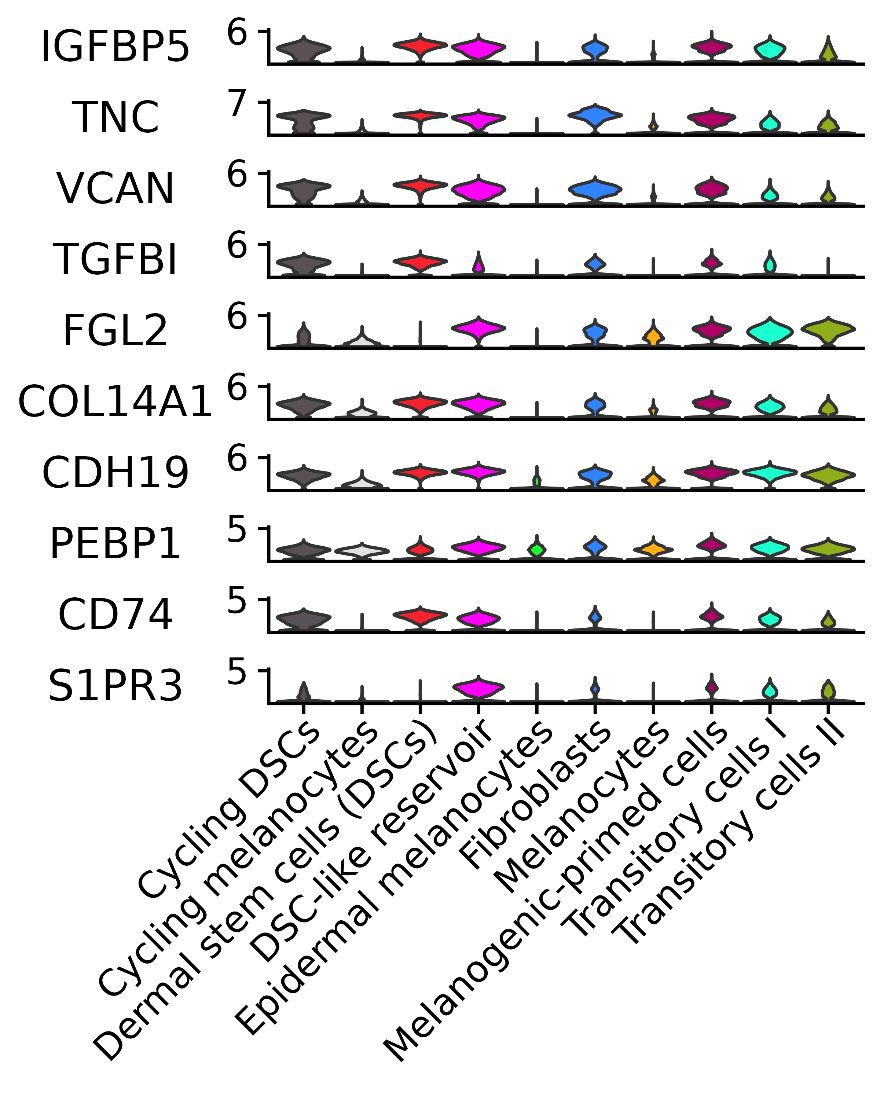 IGFBP5 6
TNC 7
VCAN 6
TGFBI 6
FGL2 6
COL14A1 6
CDH19 6
PEBP1 5
CD74 5
S1PR3 5
Cycling DSCs
Cycling melanocytes
Dermal stem cells (DSCs)
DSC-like reservoir
Epidermal melanocytes
Fibroblasts
Melanocytes
Melanogenic-primed cells
Transitory cells I
Transitory cells II